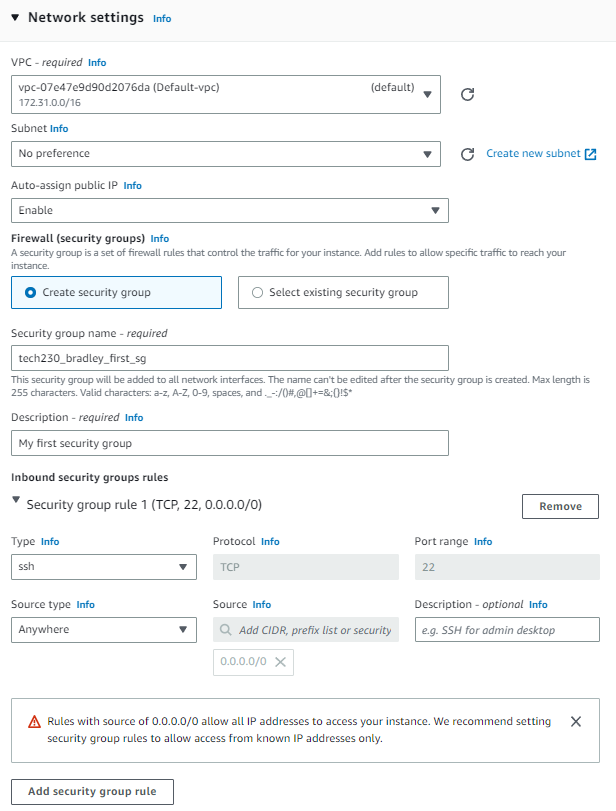 Network settings Info
VPC - required Info
vpc-07e47e9d90d2076da (Default-vpc) (default)
172.31.0.0/16
Subnet Info
No preference
Create new subnet
Auto-assign public IP Info
Enable
Firewall (security groups) Info
A security group is a set of firewall rules that control the traffic for your instance. Add rules to allow specific traffic to reach your
instance.
Create security group
Select existing security group
Security group name - required
tech230_bradley_first_sg
This security group will be added to all network interfaces. The name can't be edited after the security group is created. Max length is
255 characters. Valid characters: a-z, A-Z, 0-9, spaces, and ._-:/()#,@[]+=&;{}!$*
Description - required Info
My first security group
Inbound security groups rules
Security group rule 1 (TCP, 22, 0.0.0.0/0)
Remove
Type Info
Protocol Info
Port range Info
ssh
TCP
22
Source type Info
Source Info
Description - optional Info
Anywhere
Add CIDR, prefix list or security
e.g. SSH for admin desktop
0.0.0.0/0
Rules with source of 0.0.0.0/0 allow all IP addresses to access your instance. We recommend setting
security group rules to allow access from known IP addresses only.
Add security group rule